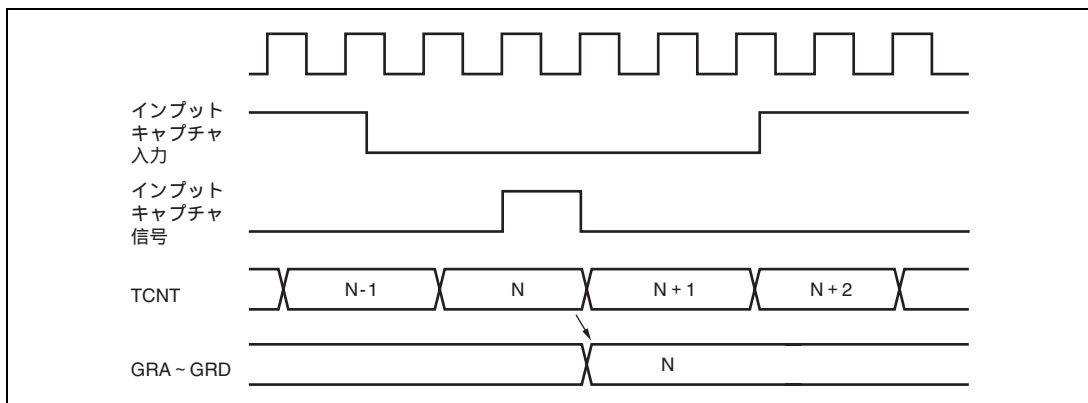 インプット
キャプチャ
入力
インプット
キャプチャ
信号
TCNT
N-1
N
N + 1
N + 2
GRA ~ GRD
N